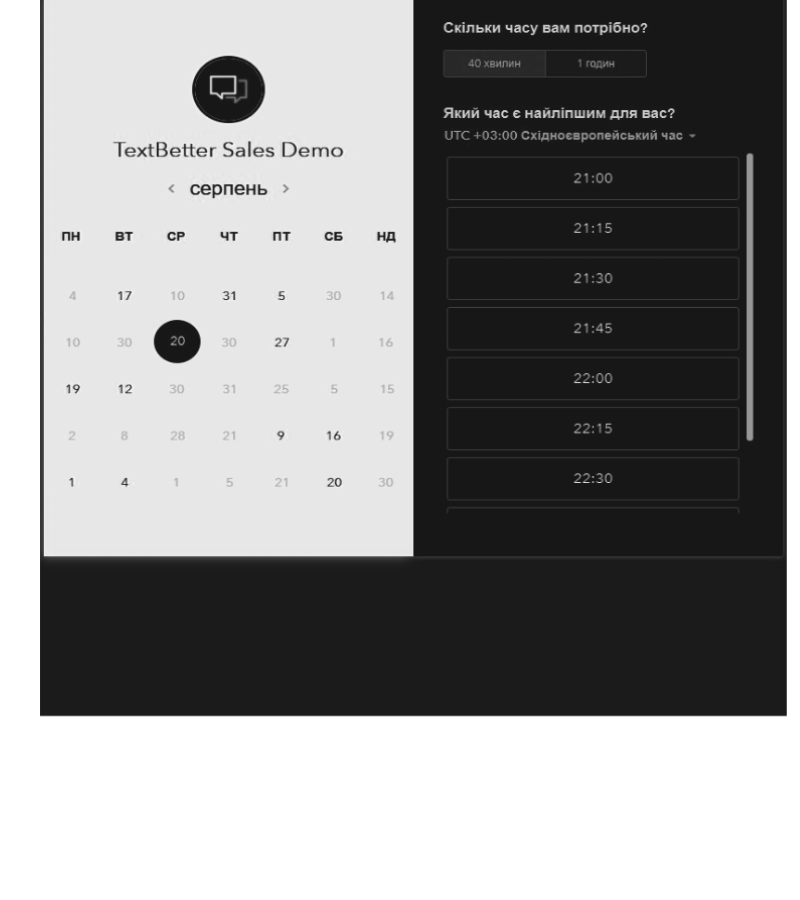 TextBetter Sales Demo
‹ серпень ›
ПН ВТ СР ЧТ ПТ СБ НД
4 17 10 31 5 30 14
10 30 20 30 27 1 16
19 12 30 31 25 5 15
2 8 28 21 9 16 19
1 4 1 5 21 20 30
Скільки часу вам потрібно?
40 хвилин 1 годин
Який час є найліпшим для вас?
UTC +03:00 Східноєвропейський час
21:00
21:15
21:30
21:45
22:00
22:15
22:30